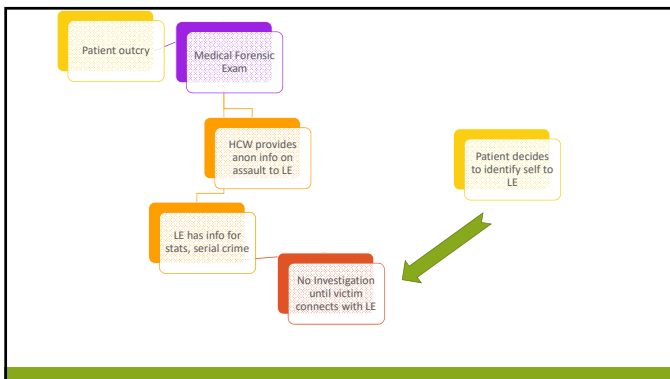 Patient outcry
Medical Forensic
Exam
HCW provides
anon info on
assault to LE
Patient decides
to identify self to
LE
LE has info for
stats, serial crime
No Investigation
until victim
connects with LE